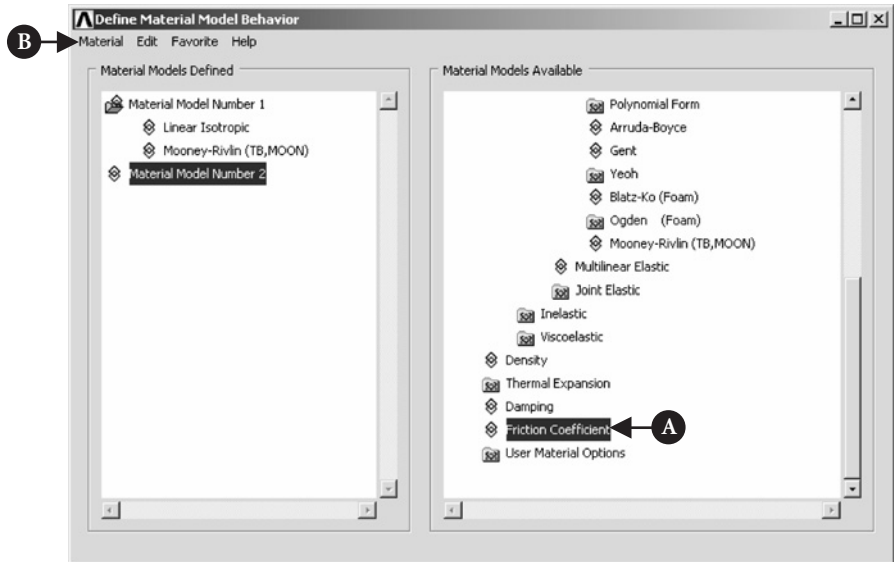 Define Material Model Behavior
B
Material Edit Favorite Help
Material Models Defined
Material Model Number 1
Linear Isotropic
Mooney-Rivlin (TB,MOON)
Material Model Number 2
Material Models Available
Polynomial Form
Arruda-Boyce
Gent
Yeoh
Blatz-Ko (Foam)
Ogden (Foam)
Mooney-Rivlin (TB,MOON)
Multilinear Elastic
Joint Elastic
Inelastic
Viscoelastic
Density
Thermal Expansion
Damping
Friction Coefficient A
User Material Options